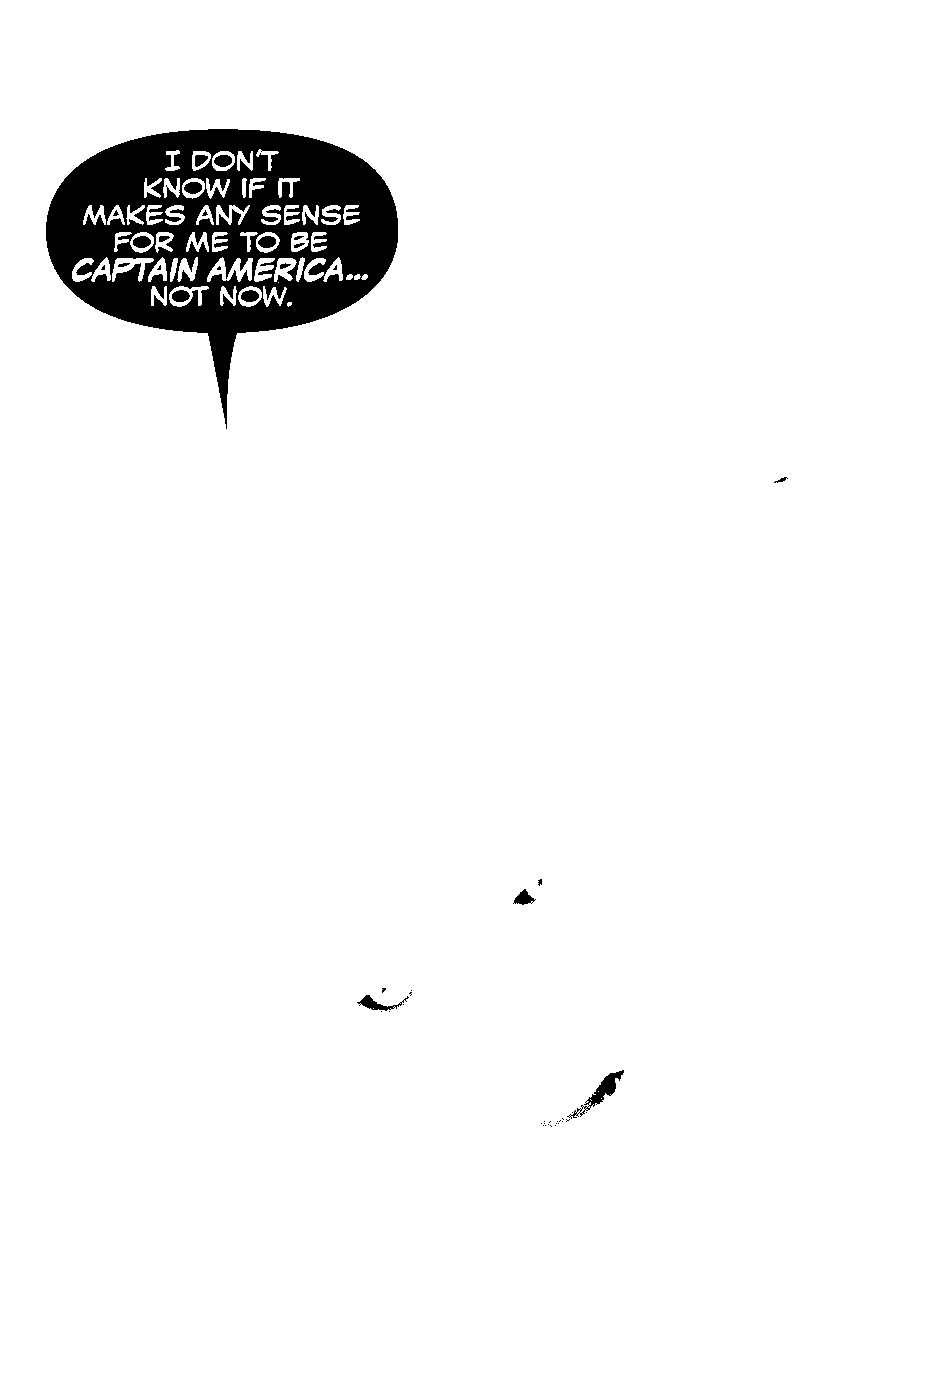 I DON'T
KNOW IF IT
MAKES ANY SENSE
FOR ME TO BE
CAPTAIN AMERICA...
NOT NOW.